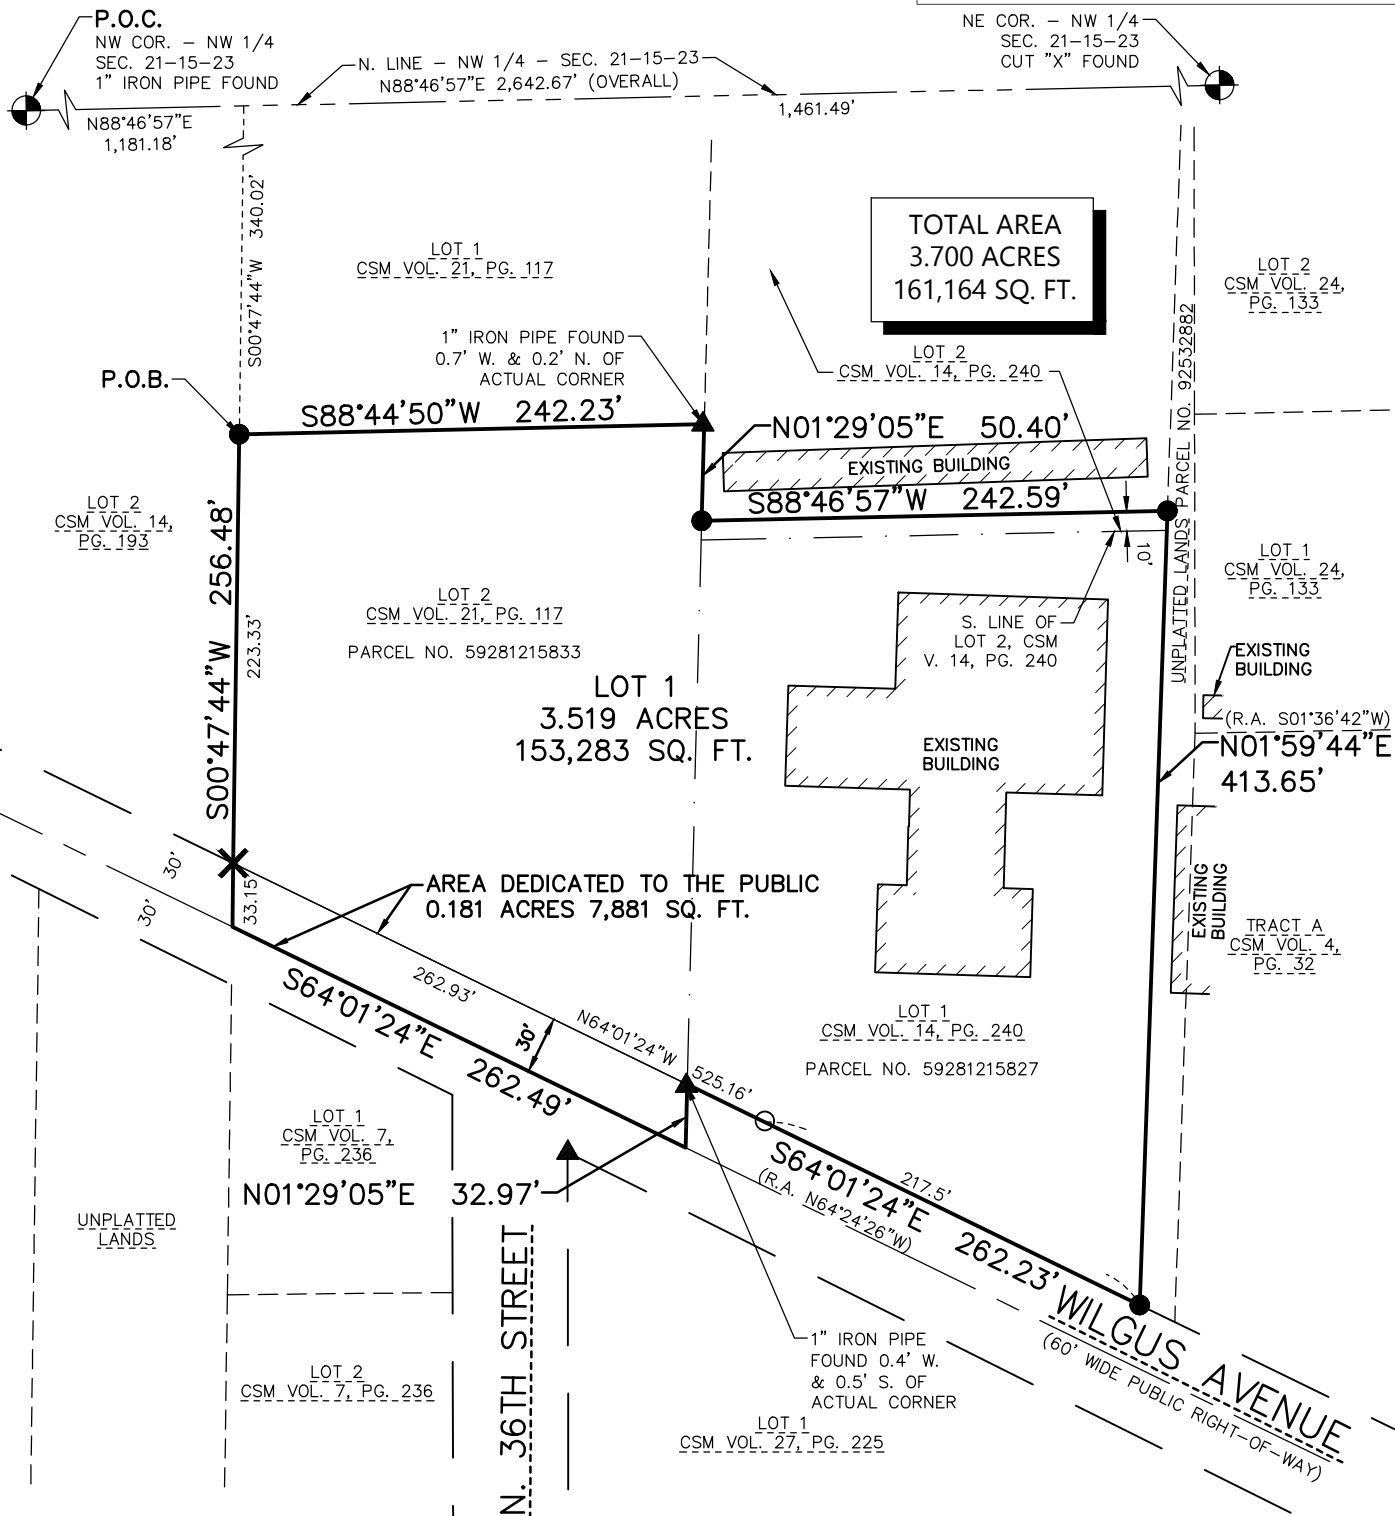 P.O.C.
NW COR. – NW 1/4
SEC. 21–15–23
1" IRON PIPE FOUND
N. LINE – NW 1/4 – SEC. 21–15–23
N88°46'57"E 2,642.67' (OVERALL)
NE COR. – NW 1/4
SEC. 21–15–23
CUT "X" FOUND
N88°46'57"E
1,181.18'
1,461.49'
S00°47'44"W 340.02'
LOT 1
CSM VOL. 21, PG. 117
TOTAL AREA
3.700 ACRES
161,164 SQ. FT.
LOT 2
CSM VOL. 24,
PG. 133
1" IRON PIPE FOUND
0.7' W. & 0.2' N. OF
ACTUAL CORNER
LOT 2
CSM VOL. 14, PG. 240
UNPLATTED LANDS PARCEL NO. 92532882
P.O.B.
S88°44'50"W 242.23'
N01°29'05"E 50.40'
EXISTING BUILDING
S88°46'57"W 242.59'
10'
LOT 2
CSM VOL. 14,
PG. 193
S00°47'44"W 256.48'
223.33'
LOT 2
CSM VOL. 21, PG. 117
PARCEL NO. 59281215833
S. LINE OF
LOT 2, CSM
V. 14, PG. 240
LOT 1
CSM VOL. 24,
PG. 133
EXISTING
BUILDING
LOT 1
3.519 ACRES
153,283 SQ. FT.
EXISTING
BUILDING
(R.A. S01°36'42"W)
N01°59'44"E
413.65'
30'
30'
33.15'
AREA DEDICATED TO THE PUBLIC
0.181 ACRES 7,881 SQ. FT.
EXISTING
BUILDING
TRACT A
CSM VOL. 4,
PG. 32
262.93'
S64°01'24"E 262.49'
30'
N64°01'24"W
525.16'
LOT 1
CSM VOL. 14, PG. 240
PARCEL NO. 59281215827
LOT 1
CSM VOL. 7,
PG. 236
N01°29'05"E 32.97'
S64°01'24"E 262.23'
217.5'
(R.A. N64°24'26"W)
UNPLATTED
LANDS
N. 36TH STREET
1" IRON PIPE
FOUND 0.4' W.
& 0.5' S. OF
ACTUAL CORNER
WILGUS AVENUE
(60' WIDE PUBLIC RIGHT–OF–WAY)
LOT 2
CSM VOL. 7, PG. 236
LOT 1
CSM VOL. 27, PG. 225